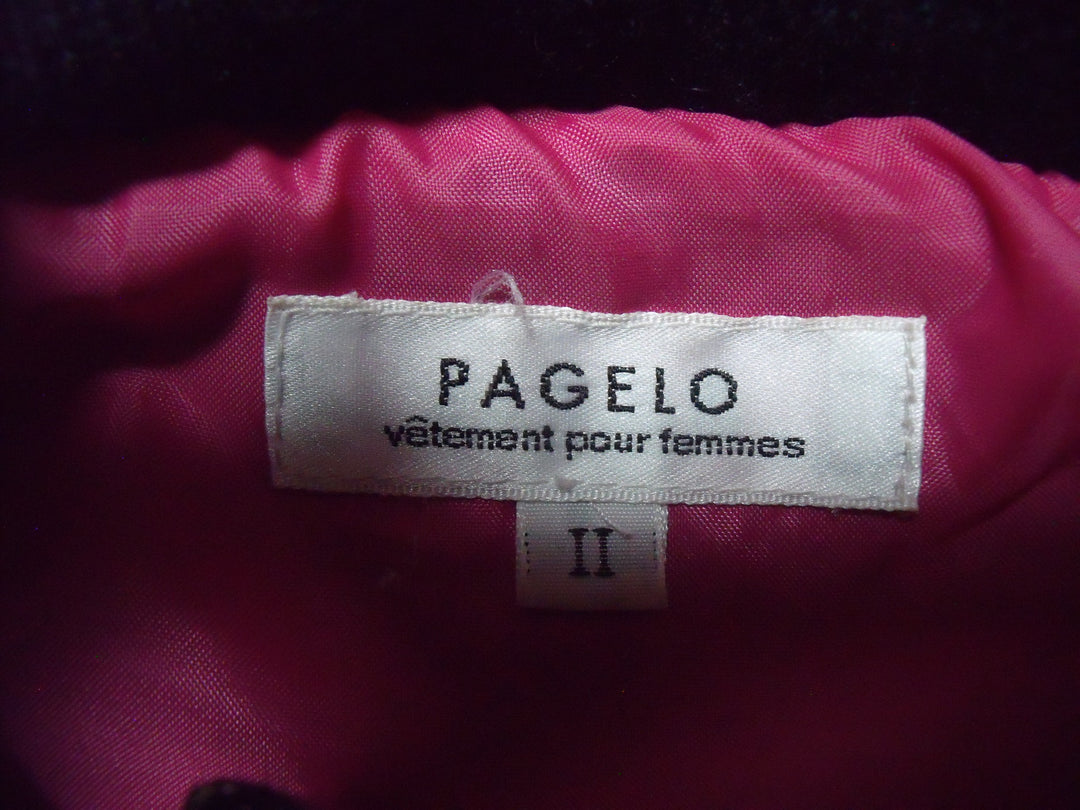 PAGELO
vêtement pour femmes
II